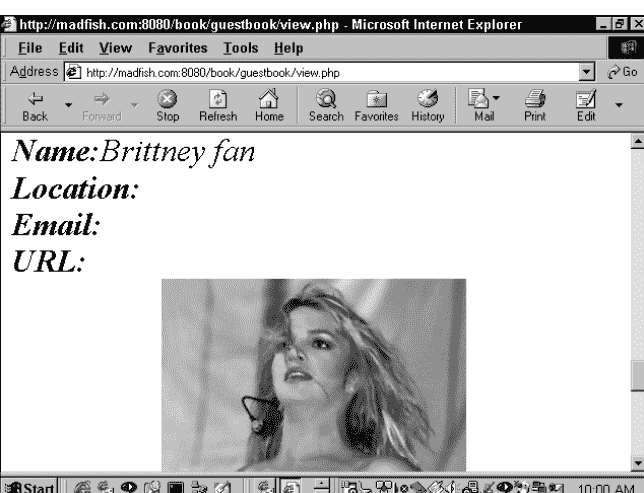 http://madfish.com:8080/book/guestbook/view.php - Microsoft Internet Explorer
File Edit View Favorites Tools Help
Address http://madfish.com:8080/book/guestbook/view.php Go
Back Forward Stop Refresh Home Search Favorites History Mail Print Edit
Name:Brittney fan
Location:
Email:
URL:
Start 10:00 AM